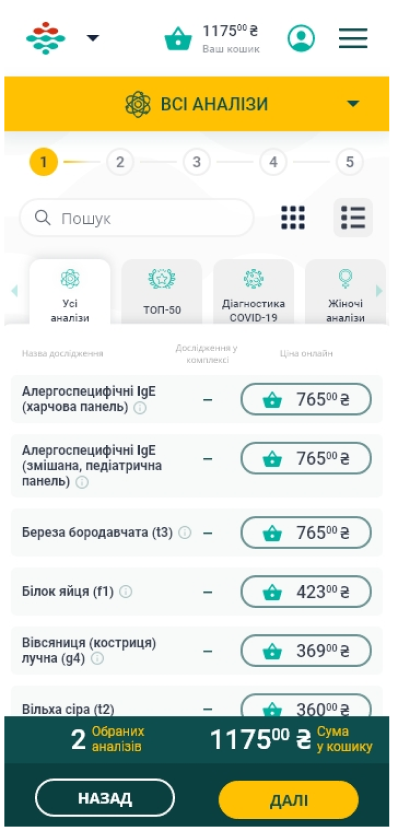 1175⁰⁰ ₴
Ваш кошик
ВСІ АНАЛІЗИ
1 2 3 4 5
Пошук
Усі
аналізи
ТОП-50
Діагностика
COVID-19
Жіночі
аналізи
Назва дослідження
Дослідження у
комплексі
Ціна онлайн
Алергоспецифічні IgE
(харчова панель)
– 765⁰⁰ ₴
Алергоспецифічні IgE
(змішана, педіатрична
панель)
– 765⁰⁰ ₴
Береза бородавчата (t3) – 765⁰⁰ ₴
Білок яйця (f1) – 423⁰⁰ ₴
Вівсяниця (костриця)
лучна (g4)
– 369⁰⁰ ₴
Вільха сіра (t2) – 360⁰⁰ ₴
2 Обраних
аналізів
1175⁰⁰ ₴ Сума
у кошику
НАЗАД
ДАЛІ